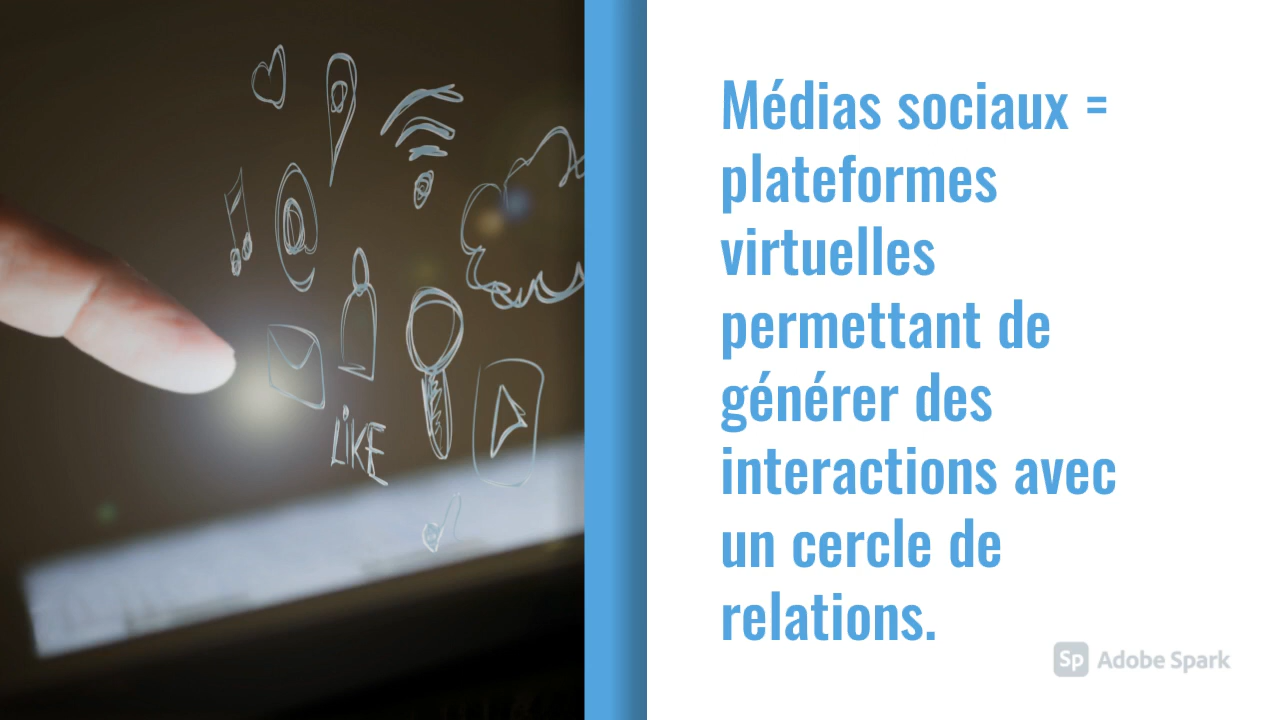 LIKE
Médias sociaux =
plateformes
virtuelles
permettant de
générer des
interactions avec
un cercle de
relations.
Sp Adobe Spark